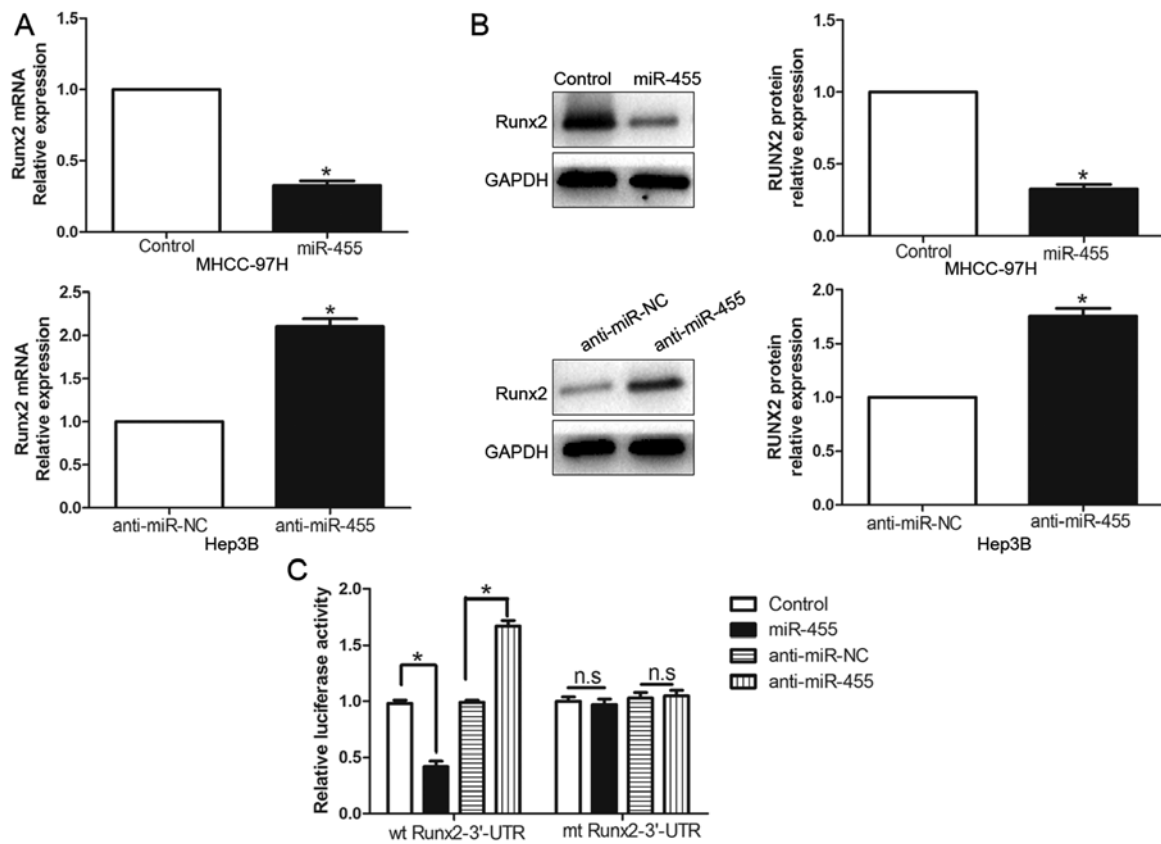 A
Runx2 mRNA
Relative expression
1.5
1.0
0.5
0.0
*
Control
miR-455
MHCC-97H
Runx2 mRNA
Relative expression
2.5
2.0
1.5
1.0
0.5
0.0
*
anti-miR-NC
anti-miR-455
Hep3B
B
Control
miR-455
Runx2
GAPDH
RUNX2 protein
relative expression
1.5
1.0
0.5
0.0
*
Control
miR-455
MHCC-97H
anti-miR-NC
anti-miR-455
Runx2
GAPDH
RUNX2 protein
relative expression
2.0
1.5
1.0
0.5
0.0
*
anti-miR-NC
anti-miR-455
Hep3B
C
Relative luciferase activity
2.0
1.5
1.0
0.5
0.0
*
*
n.s
n.s
wt Runx2-3'-UTR
mt Runx2-3'-UTR
Control
miR-455
anti-miR-NC
anti-miR-455